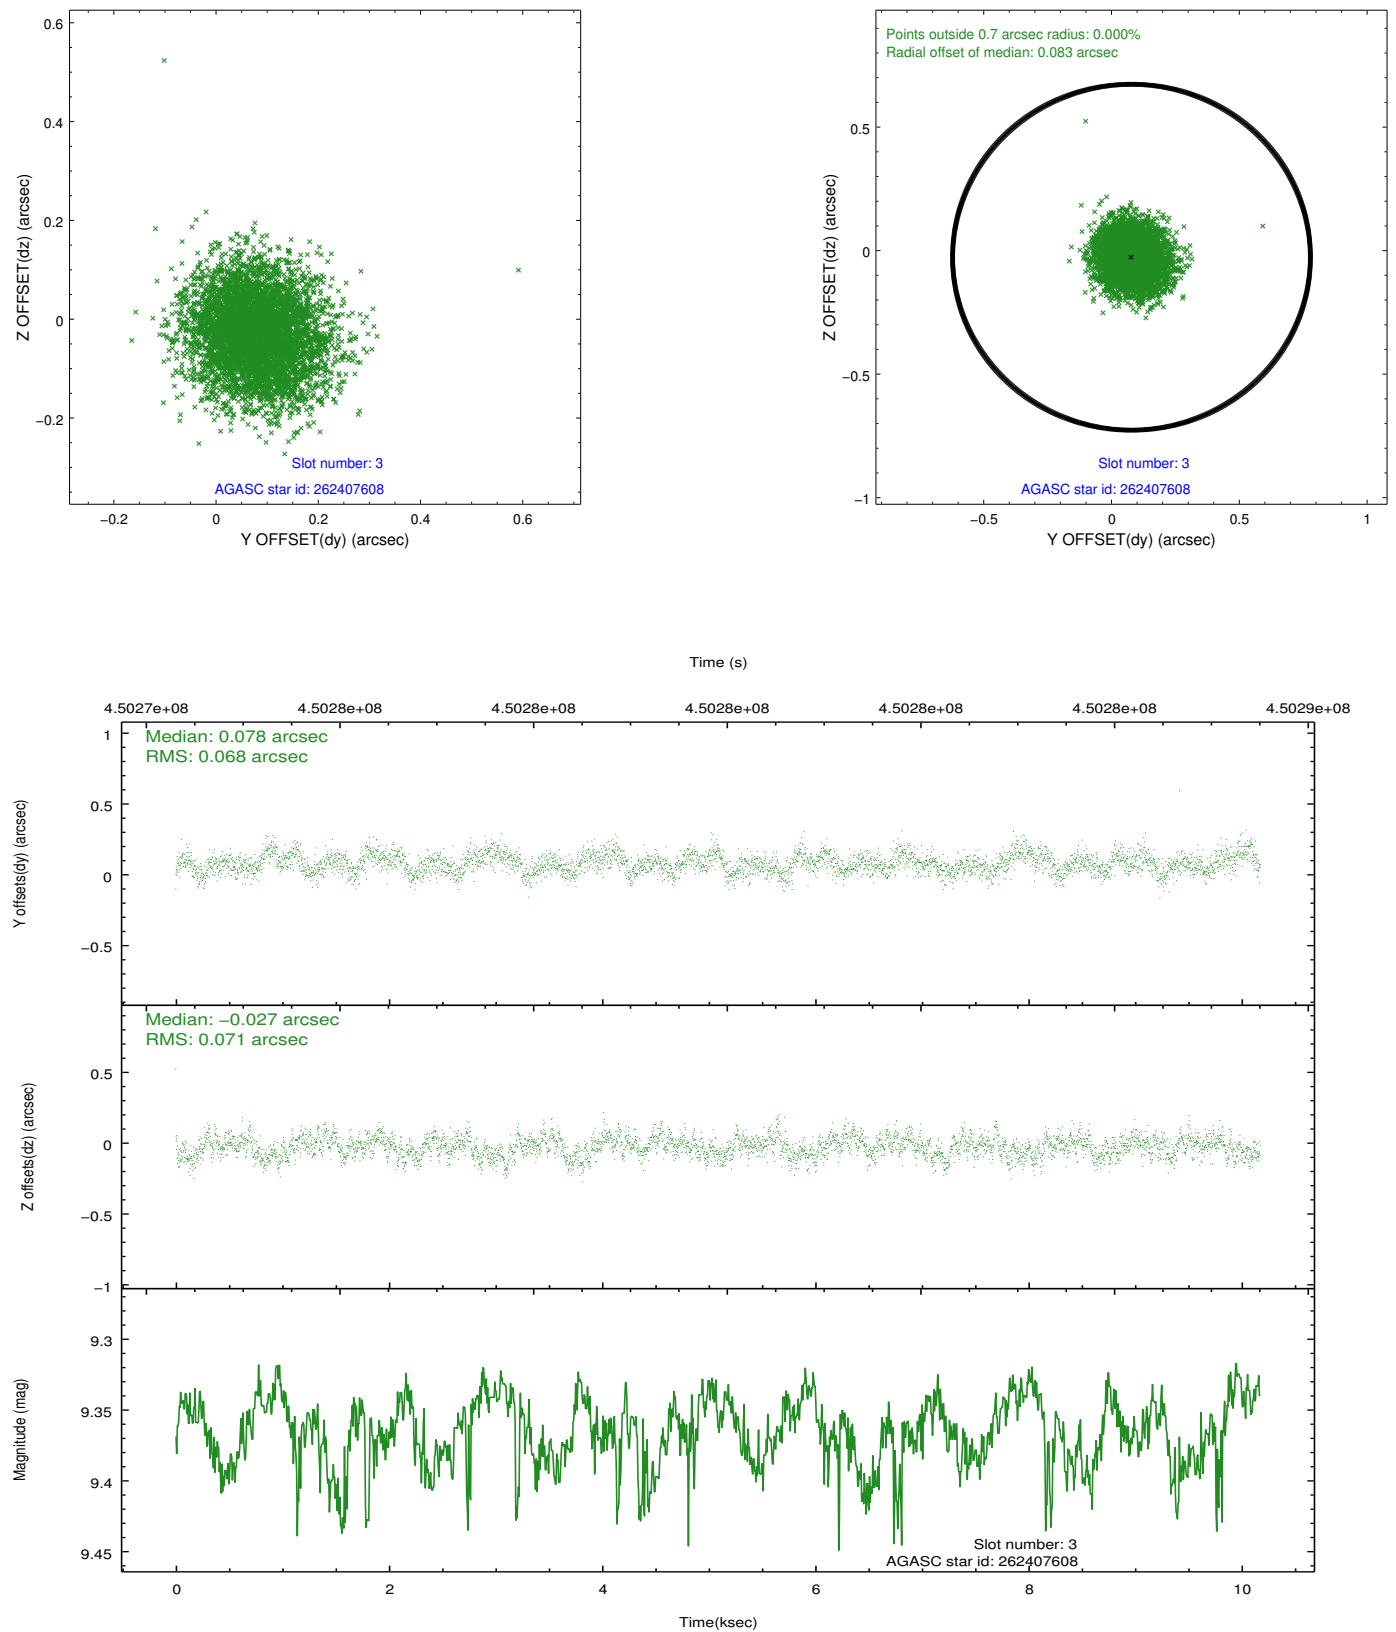 0.6
0.4
0.2
0
−0.2
Z OFFSET(dz) (arcsec)
Slot number: 3
AGASC star id: 262407608
−0.2 0 0.2 0.4 0.6
Y OFFSET(dy) (arcsec)
Points outside 0.7 arcsec radius: 0.000%
Radial offset of median: 0.083 arcsec
0.5
0
−0.5
−1
Z OFFSET(dz) (arcsec)
Slot number: 3
AGASC star id: 262407608
−0.5 0 0.5 1
Y OFFSET(dy) (arcsec)
Time (s)
4.5027e+08 4.5028e+08 4.5028e+08 4.5028e+08 4.5028e+08 4.5028e+08 4.5029e+08
Median: 0.078 arcsec
RMS: 0.068 arcsec
1
0.5
0
−0.5
Y offsets(dy) (arcsec)
Median: −0.027 arcsec
RMS: 0.071 arcsec
0.5
0
−0.5
−1
Z offsets(dz) (arcsec)
9.3
9.35
9.4
9.45
Magnitude (mag)
Slot number: 3
AGASC star id: 262407608
0 2 4 6 8 10
Time(ksec)